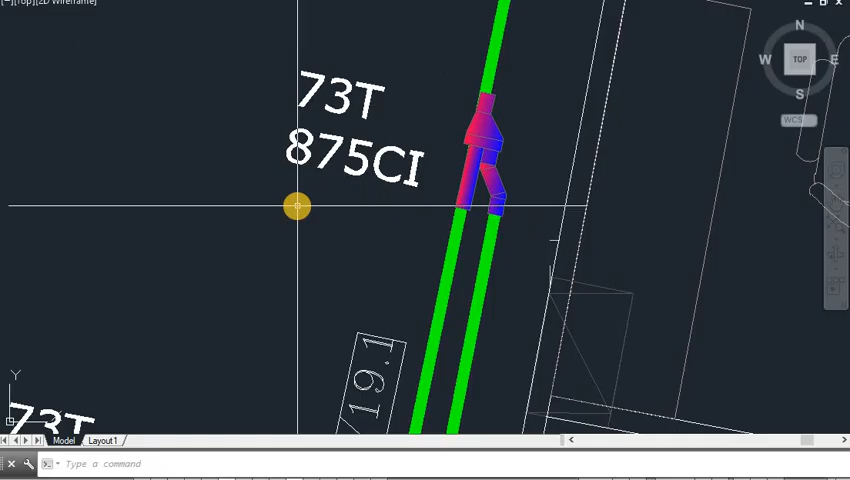 [−][Top][2D Wireframe]
N
W
TOP
E
S
WCS
73T
875CI
19.1
Y
73T
Model
Layout1
Type a command